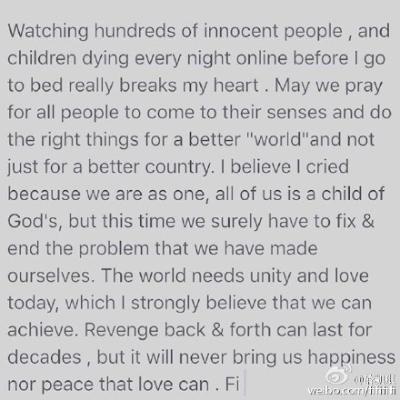 Watching hundreds of innocent people , and
children dying every night online before I go
to bed really breaks my heart . May we pray
for all people to come to their senses and do
the right things for a better "world"and not
just for a better country. I believe I cried
because we are as one, all of us is a child of
God's, but this time we surely have to fix &
end the problem that we have made
ourselves. The world needs unity and love
today, which I strongly believe that we can
achieve. Revenge back & forth can last for
decades , but it will never bring us happiness
nor peace that love can . Fi